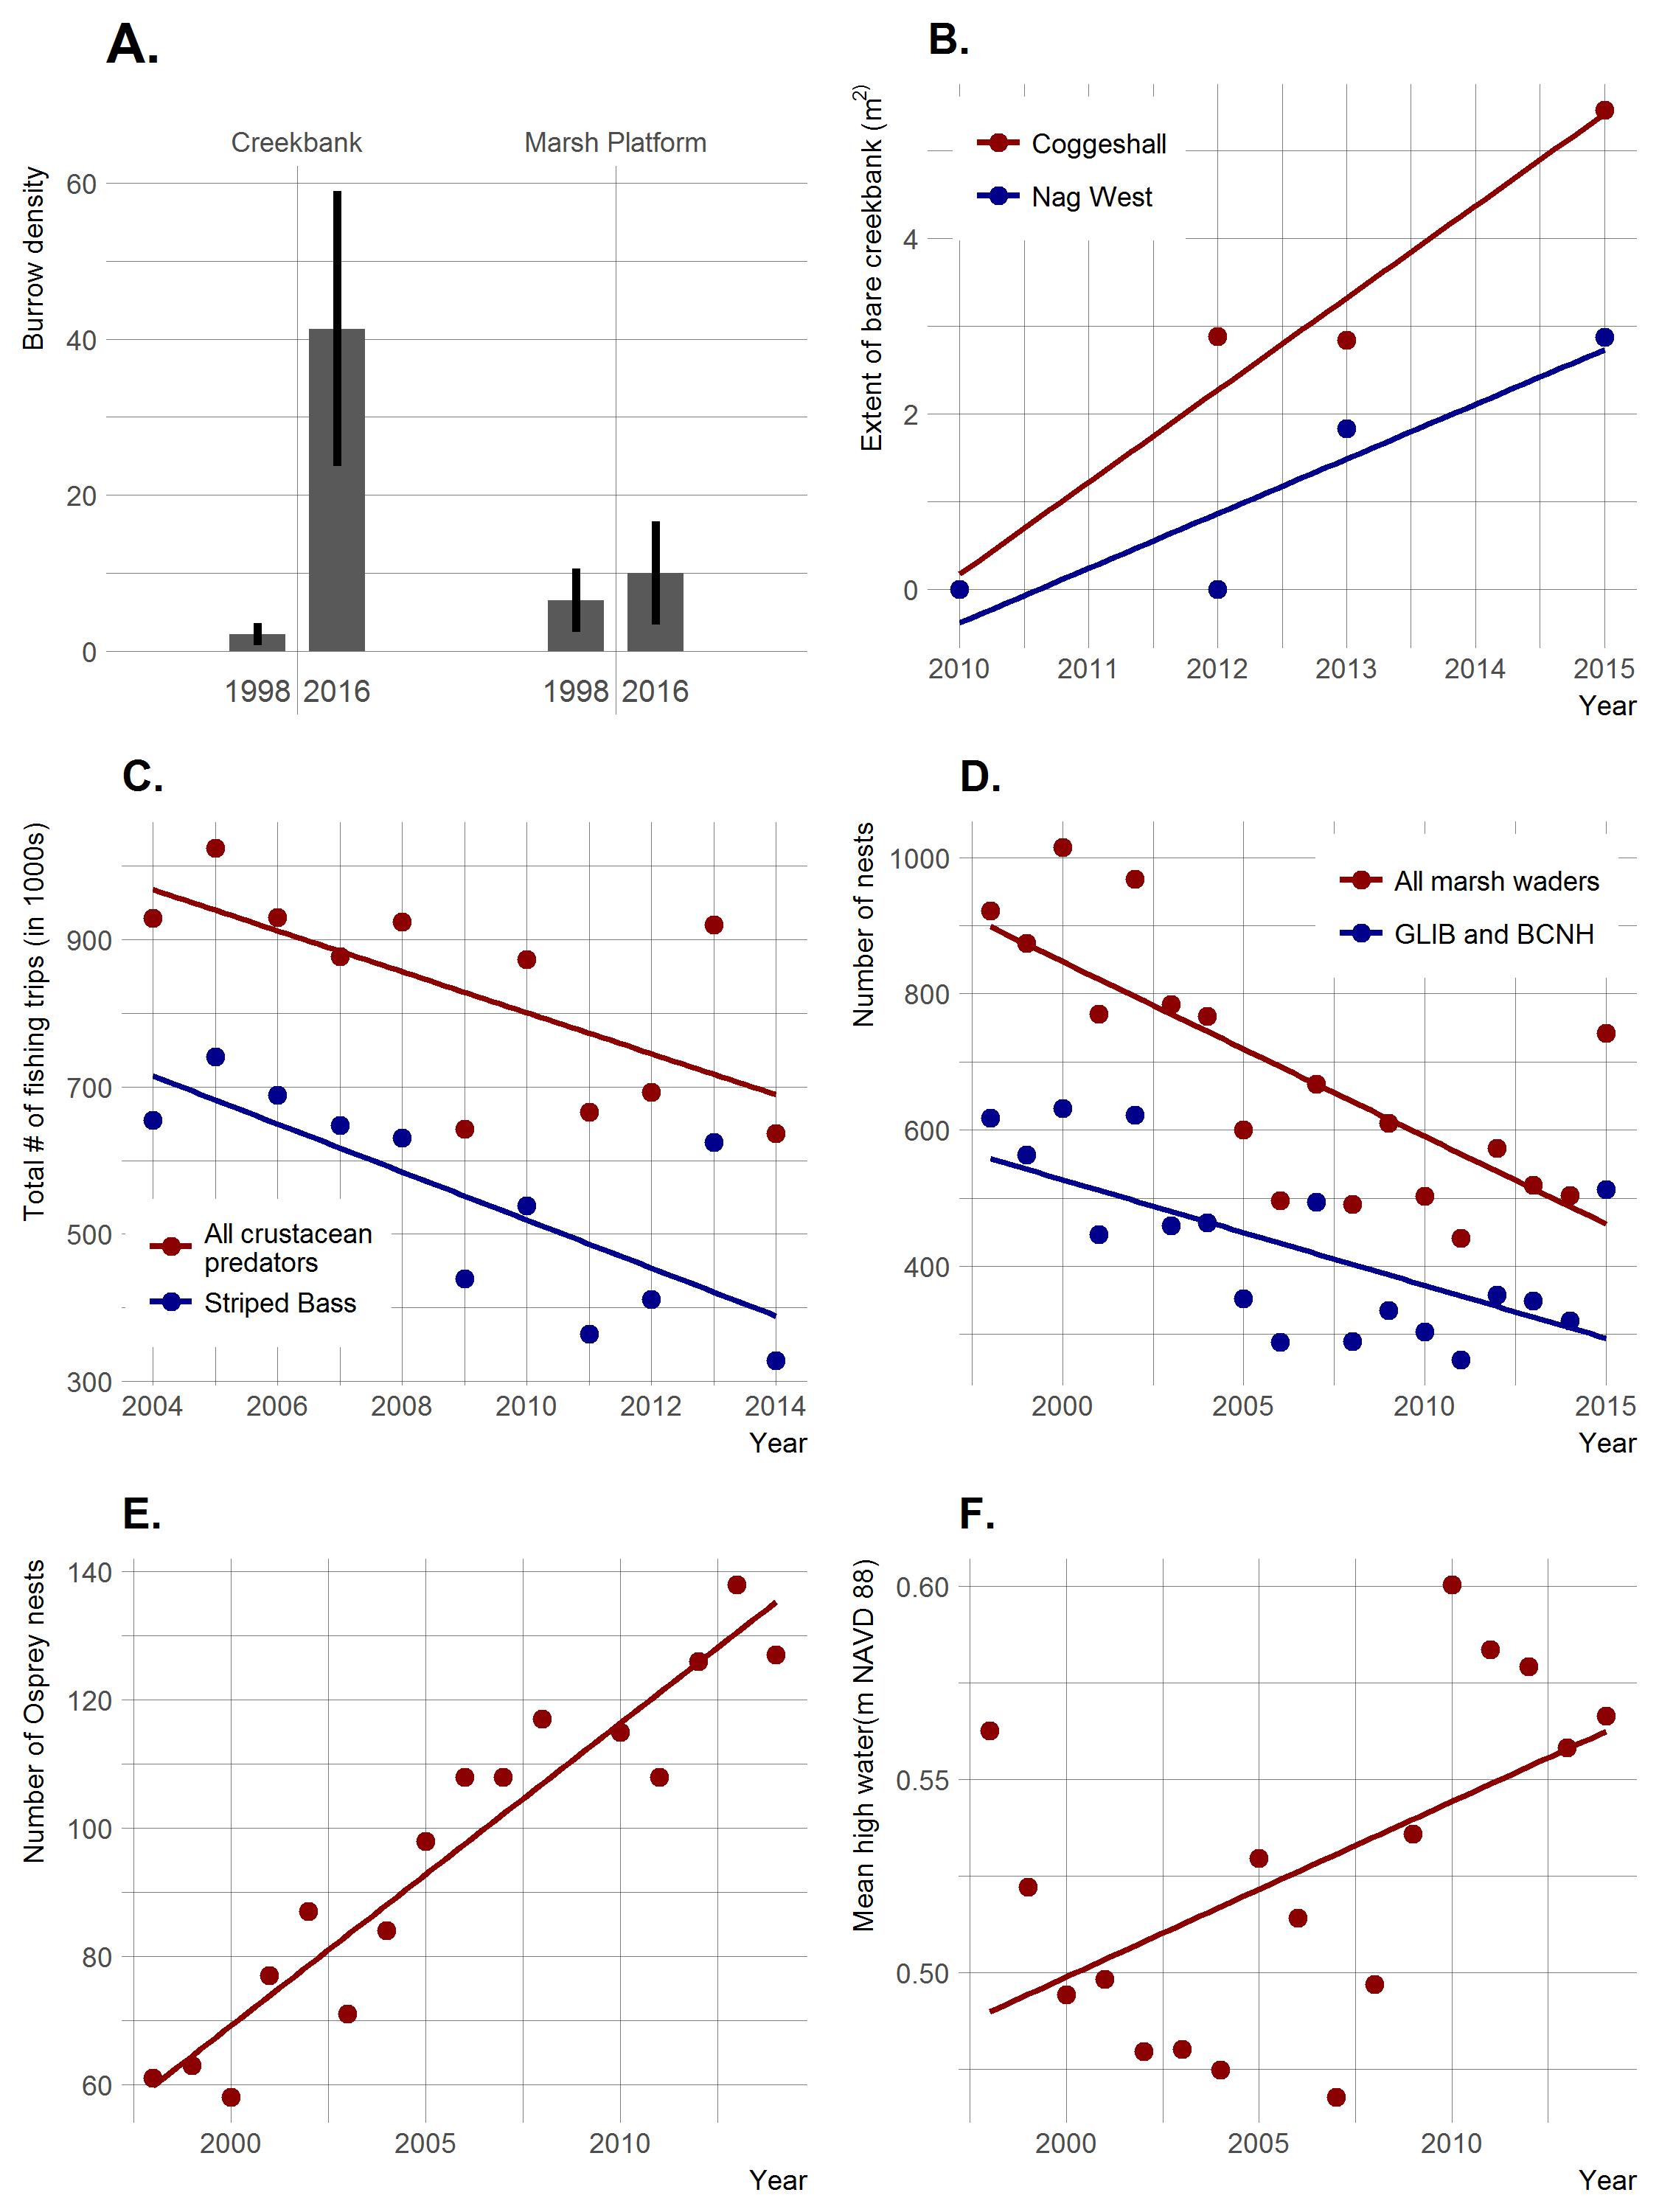 A.
Creekbank
Marsh Platform
Burrow density
60
40
20
0
1998
2016
1998
2016
B.
Extent of bare creekbank (m²)
Coggeshall
Nag West
4
2
0
2010
2011
2012
2013
2014
2015
Year
C.
Total # of fishing trips (in 1000s)
900
700
500
300
All crustacean
predators
Striped Bass
2004
2006
2008
2010
2012
2014
Year
D.
Number of nests
1000
800
600
400
All marsh waders
GLIB and BCNH
2000
2005
2010
2015
Year
E.
Number of Osprey nests
140
120
100
80
60
2000
2005
2010
Year
F.
Mean high water(m NAVD 88)
0.60
0.55
0.50
2000
2005
2010
Year